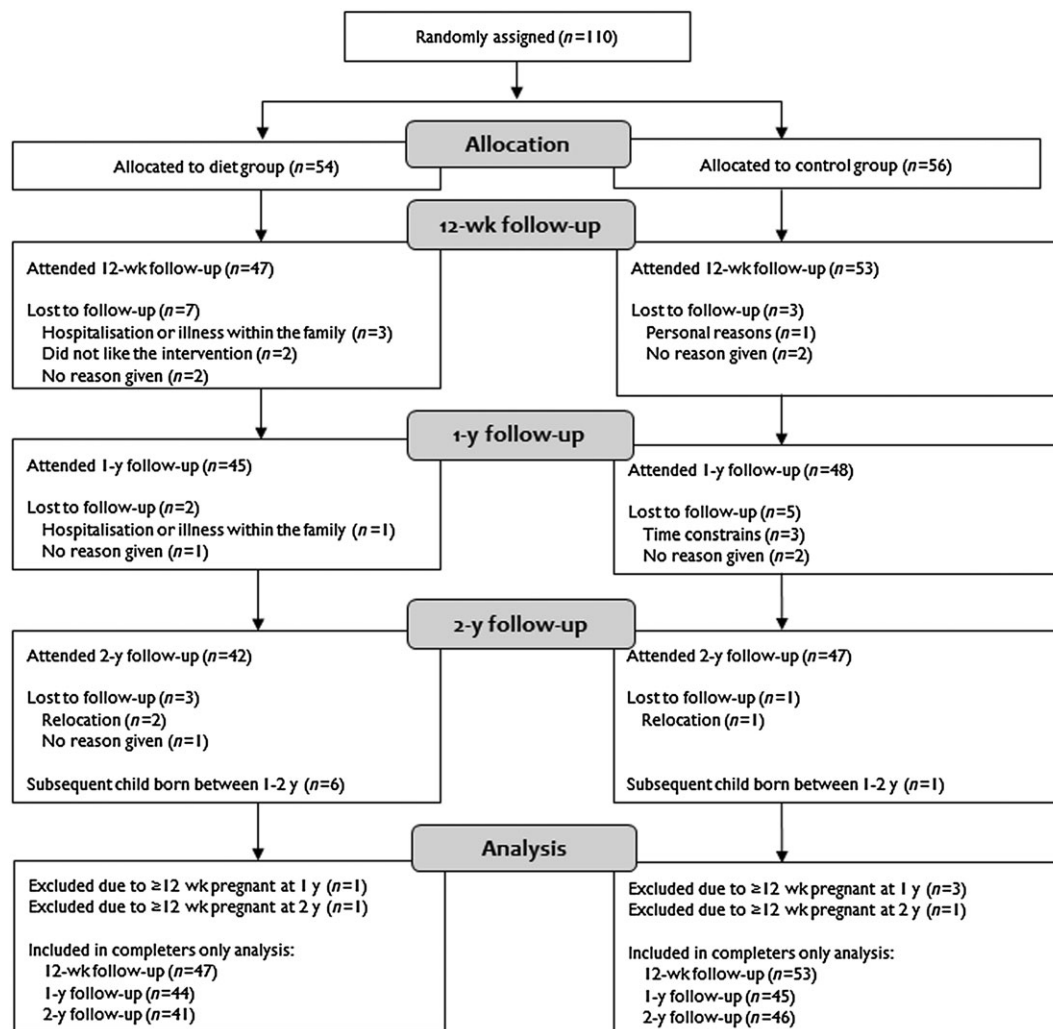 Randomly assigned (n=110)
Allocation
Allocated to diet group (n=54)
Allocated to control group (n=56)
12-wk follow-up
Attended 12-wk follow-up (n=47)
Lost to follow-up (n=7)
Hospitalisation or illness within the family (n=3)
Did not like the intervention (n=2)
No reason given (n=2)
Attended 12-wk follow-up (n=53)
Lost to follow-up (n=3)
Personal reasons (n=1)
No reason given (n=2)
1-y follow-up
Attended 1-y follow-up (n=45)
Lost to follow-up (n=2)
Hospitalisation or illness within the family (n=1)
No reason given (n=1)
Attended 1-y follow-up (n=48)
Lost to follow-up (n=5)
Time constrains (n=3)
No reason given (n=2)
2-y follow-up
Attended 2-y follow-up (n=42)
Lost to follow-up (n=3)
Relocation (n=2)
No reason given (n=1)
Subsequent child born between 1-2 y (n=6)
Attended 2-y follow-up (n=47)
Lost to follow-up (n=1)
Relocation (n=1)
Subsequent child born between 1-2 y (n=1)
Analysis
Excluded due to ≥12 wk pregnant at 1 y (n=1)
Excluded due to ≥12 wk pregnant at 2 y (n=1)
Included in completers only analysis:
12-wk follow-up (n=47)
1-y follow-up (n=44)
2-y follow-up (n=41)
Excluded due to ≥12 wk pregnant at 1 y (n=3)
Excluded due to ≥12 wk pregnant at 2 y (n=1)
Included in completers only analysis:
12-wk follow-up (n=53)
1-y follow-up (n=45)
2-y follow-up (n=46)